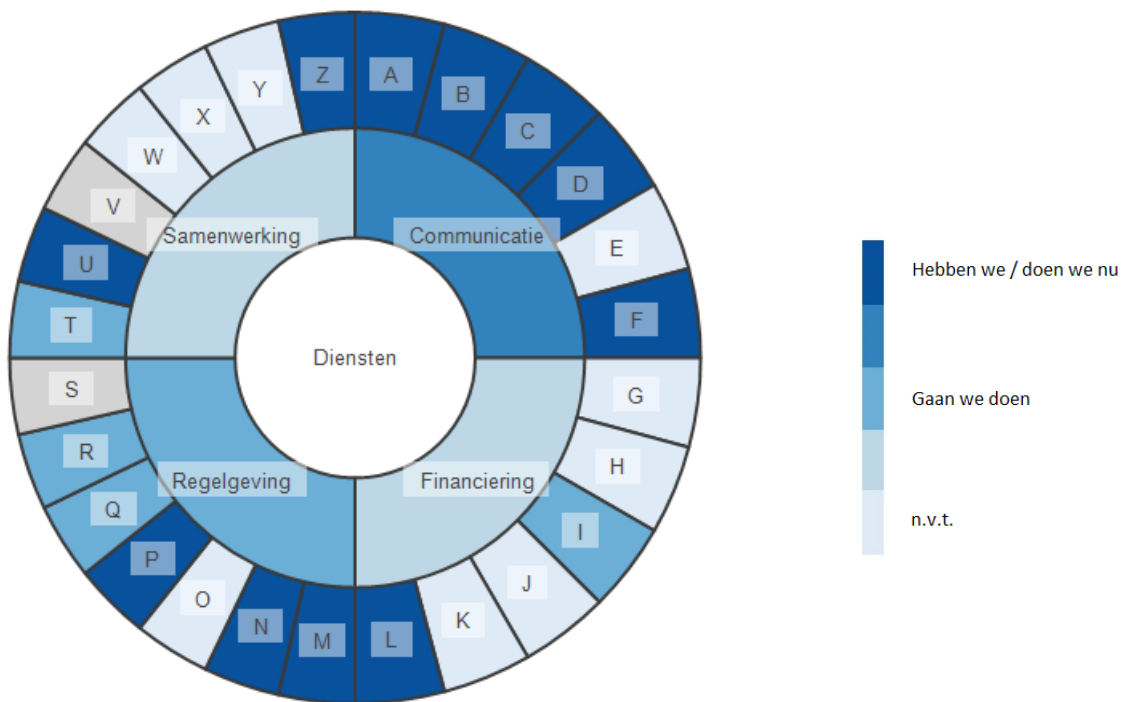 Z
A
Y
B
X
C
W
D
V
Samenwerking
Communicatie
E
U
T
F
Diensten
S
G
R
H
Regelgeving
Financiering
Q
I
P
J
O
K
N
M
L
Hebben we / doen we nu
Gaan we doen
n.v.t.